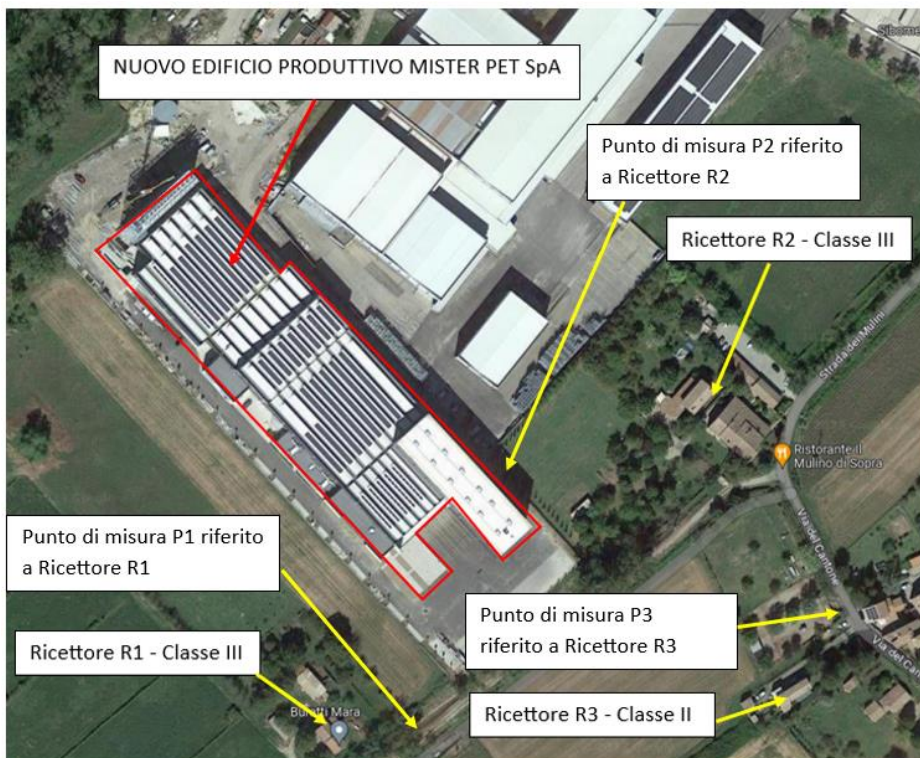 NUOVO EDIFICIO PRODUTTIVO MISTER PET SpA
Punto di misura P2 riferito
a Ricettore R2
Ricettore R2 - Classe III
Strada dei Mulini
Ristorante Il
Mulino di Sopra
Via del Cantone
Punto di misura P1 riferito
a Ricettore R1
Punto di misura P3
riferito a Ricettore R3
Ricettore R1 - Classe III
Ricettore R3 - Classe II